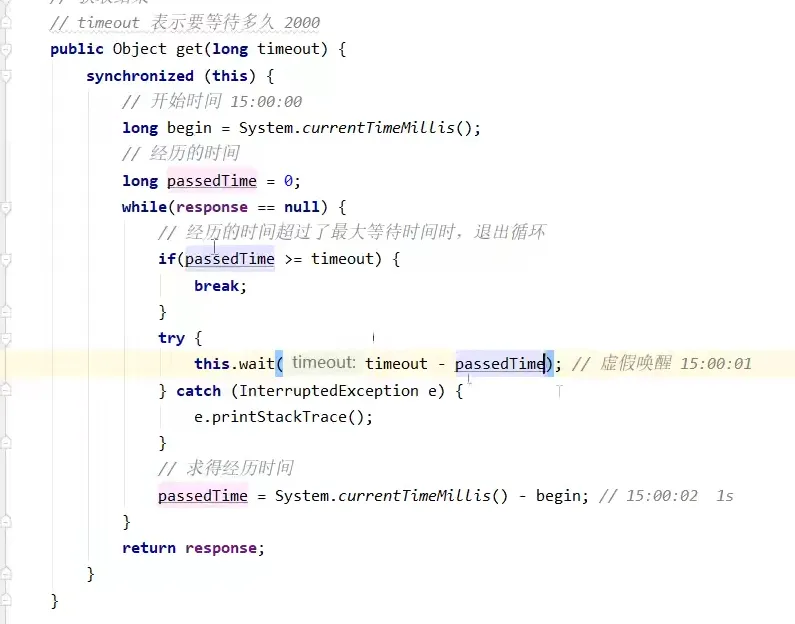 // 获取结果
// timeout 表示要等待多久 2000
public Object get(long timeout) {
synchronized (this) {
// 开始时间 15:00:00
long begin = System.currentTimeMillis();
// 经历的时间
long passedTime = 0;
while(response == null) {
// 经历的时间超过了最大等待时间时，退出循环
if(passedTime >= timeout) {
break;
}
try {
this.wait( timeout: timeout - passedTime); // 虚假唤醒 15:00:01
} catch (InterruptedException e) {
e.printStackTrace();
}
// 求得经历时间
passedTime = System.currentTimeMillis() - begin; // 15:00:02 1s
}
return response;
}
}